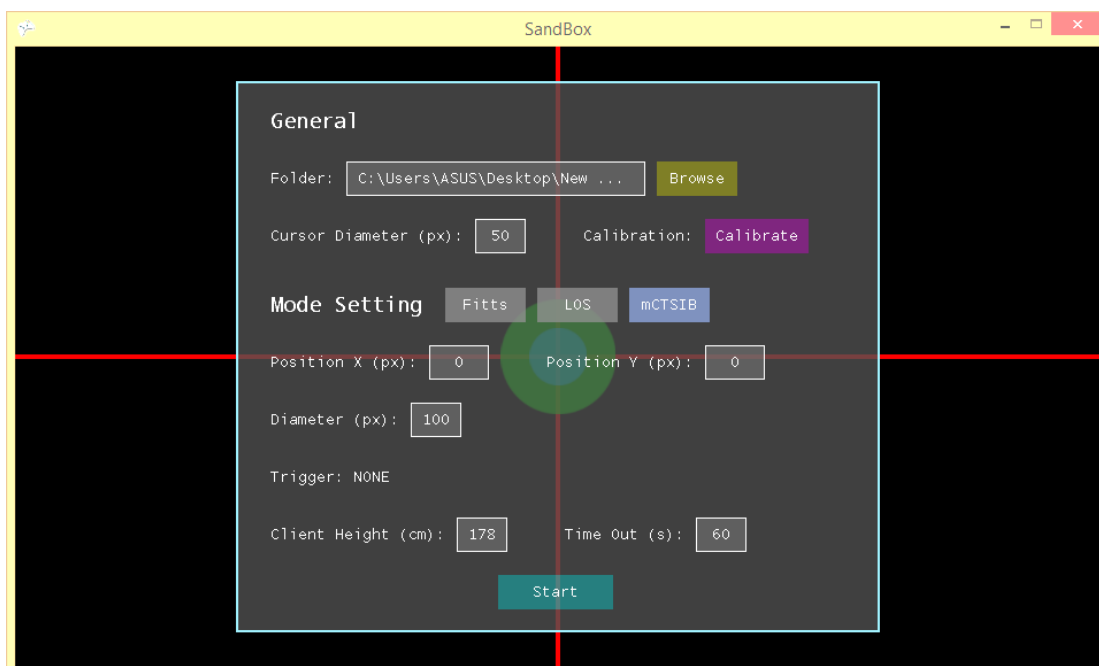 SandBox
General
Folder: C:\Users\ASUS\Desktop\New ... Browse
Cursor Diameter (px): 50 Calibration: Calibrate
Mode Setting Fitts LOS mCTSIB
Position X (px): 0 Position Y (px): 0
Diameter (px): 100
Trigger: NONE
Client Height (cm): 178 Time Out (s): 60
Start